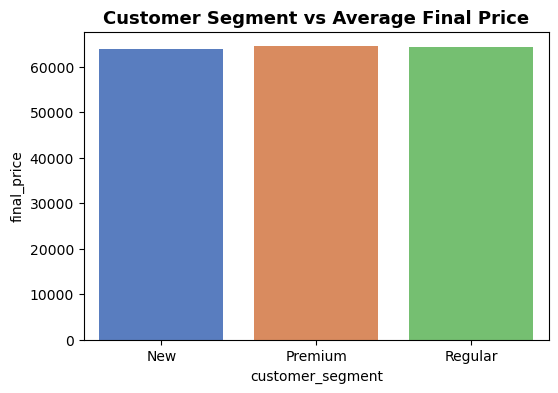 Customer Segment vs Average Final Price
final_price
60000
50000
40000
30000
20000
10000
0
New Premium Regular
customer_segment